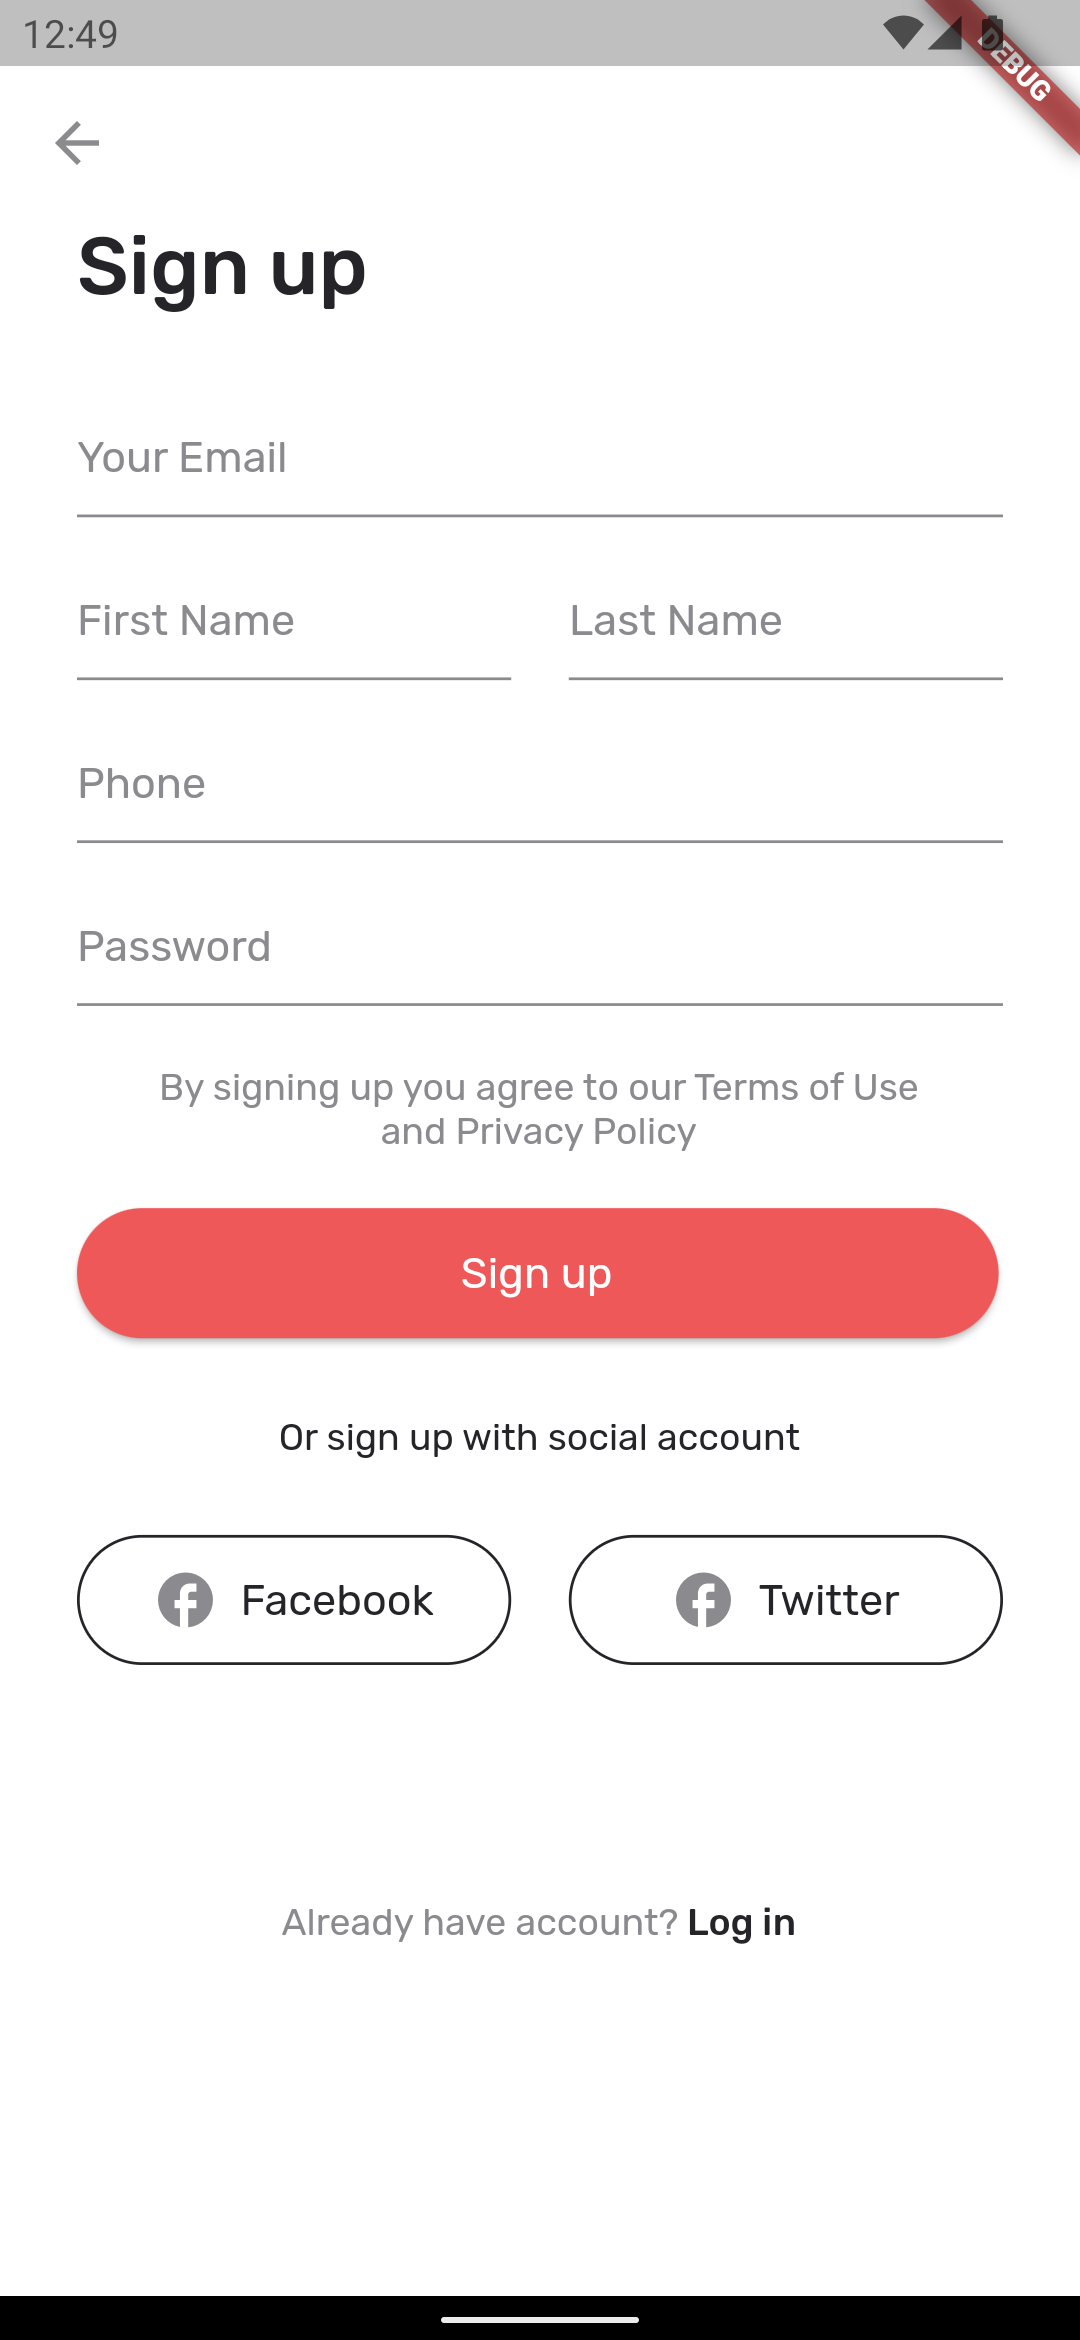 12:49
DEBUG
Sign up
Your Email
First Name
Last Name
Phone
Password
By signing up you agree to our Terms of Use
and Privacy Policy
Sign up
Or sign up with social account
Facebook
Twitter
Already have account? Log in